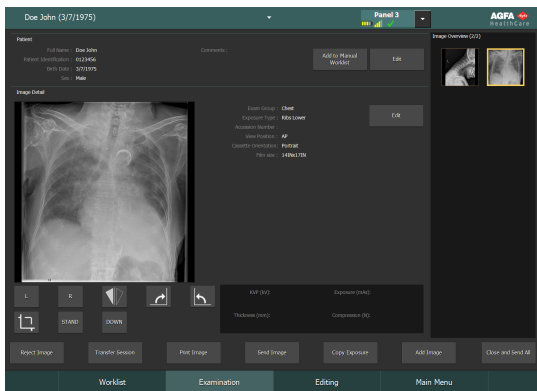 Doe John (3/7/1975)
Panel 3
AGFA
HealthCare
Patient
Full Name : Doe John
Patient Identification : 0123456
Birth Date : 3/7/1975
Sex : Male
Comments :
Add to Manual
Worklist
Edit
Image Overview (2/2)
Image Detail
Exam Group : Chest
Exposure Type : Ribs Lower
Accession Number :
View Position : AP
Cassette Orientation: Portrait
Film size : 14INx17IN
Edit
L
R
STAND
DOWN
KVP (kV):
Exposure (mAs):
Thickness (mm):
Compression (N):
Reject Image
Transfer Session
Print Image
Send Image
Copy Exposure
Add Image
Close and Send All
Worklist
Examination
Editing
Main Menu